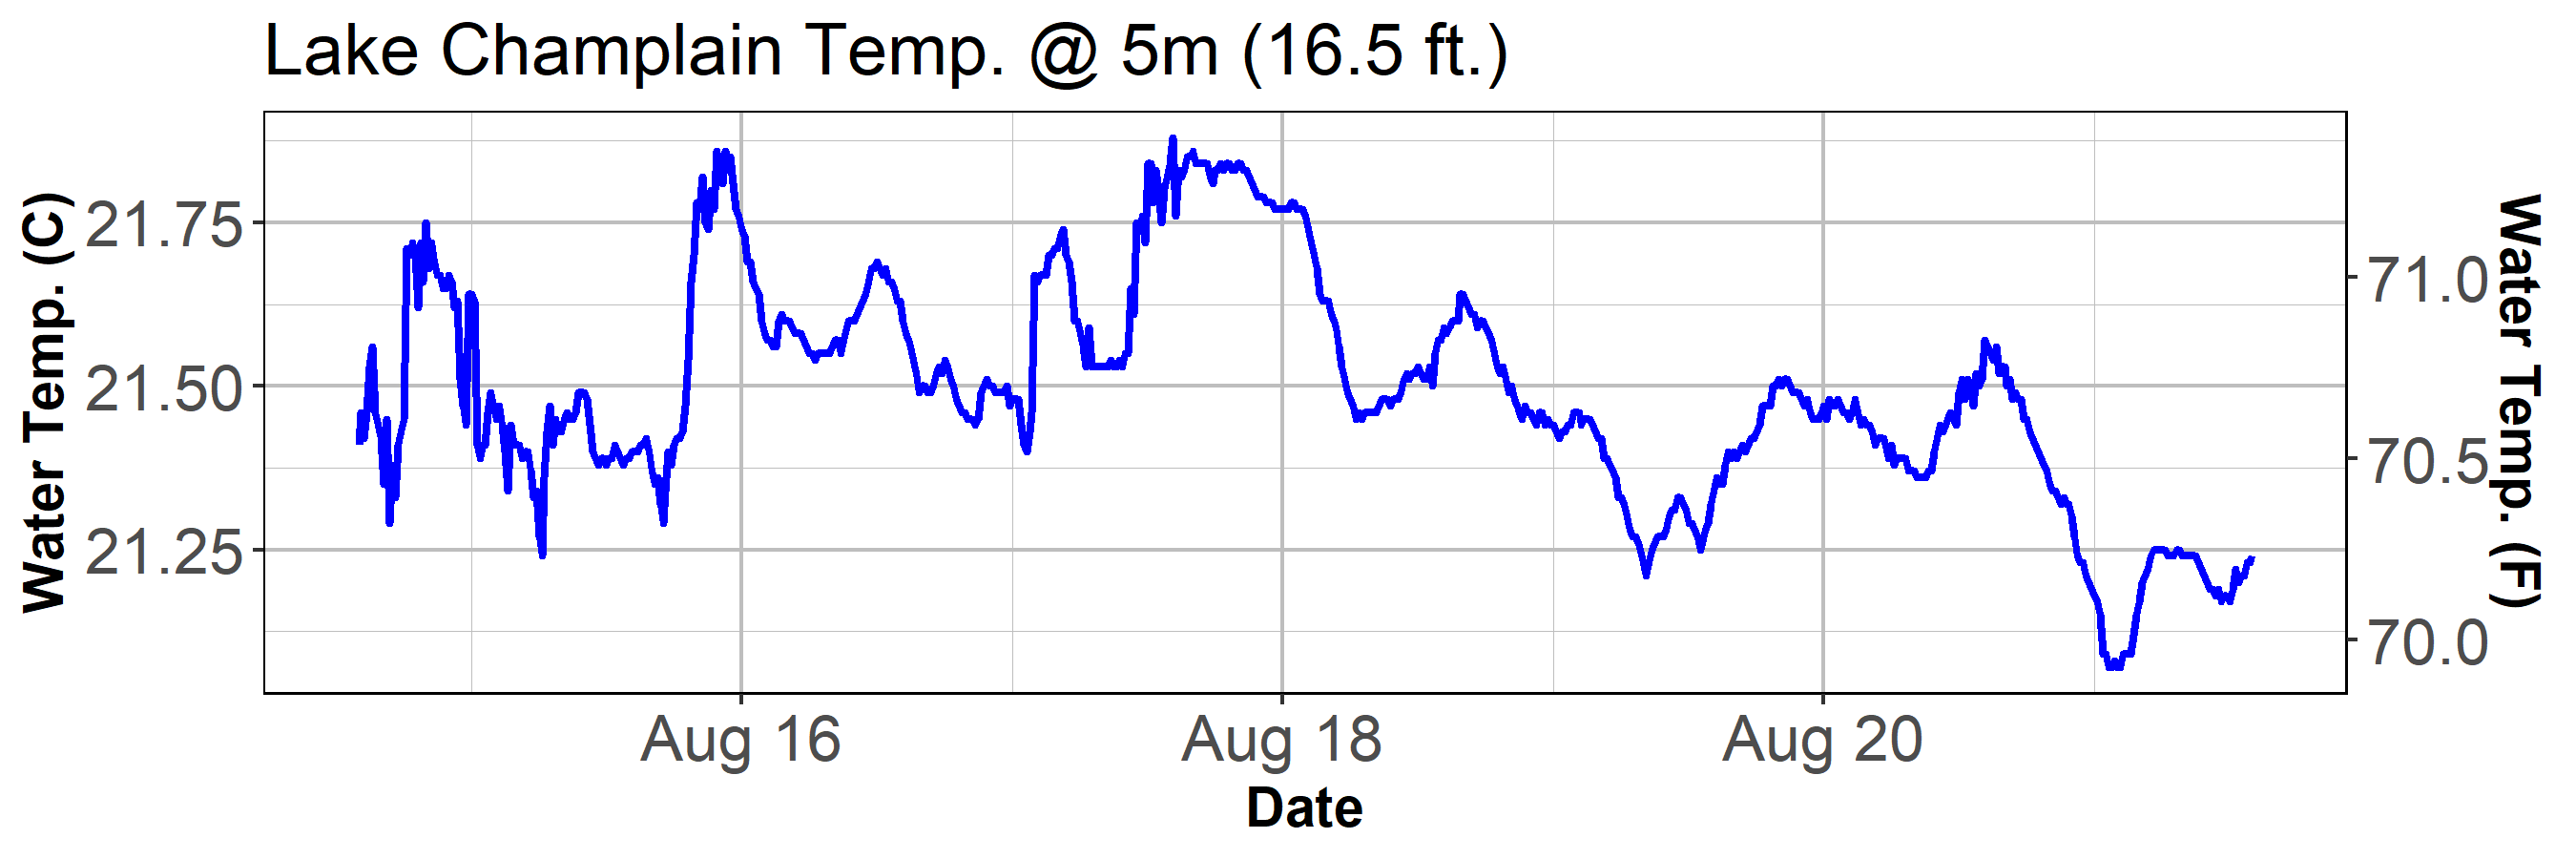 Lake Champlain Temp. @ 5m (16.5 ft.)
Water Temp. (C)
21.75
21.50
21.25
71.0
70.5
70.0
Water Temp. (F)
Aug 16
Aug 18
Aug 20
Date